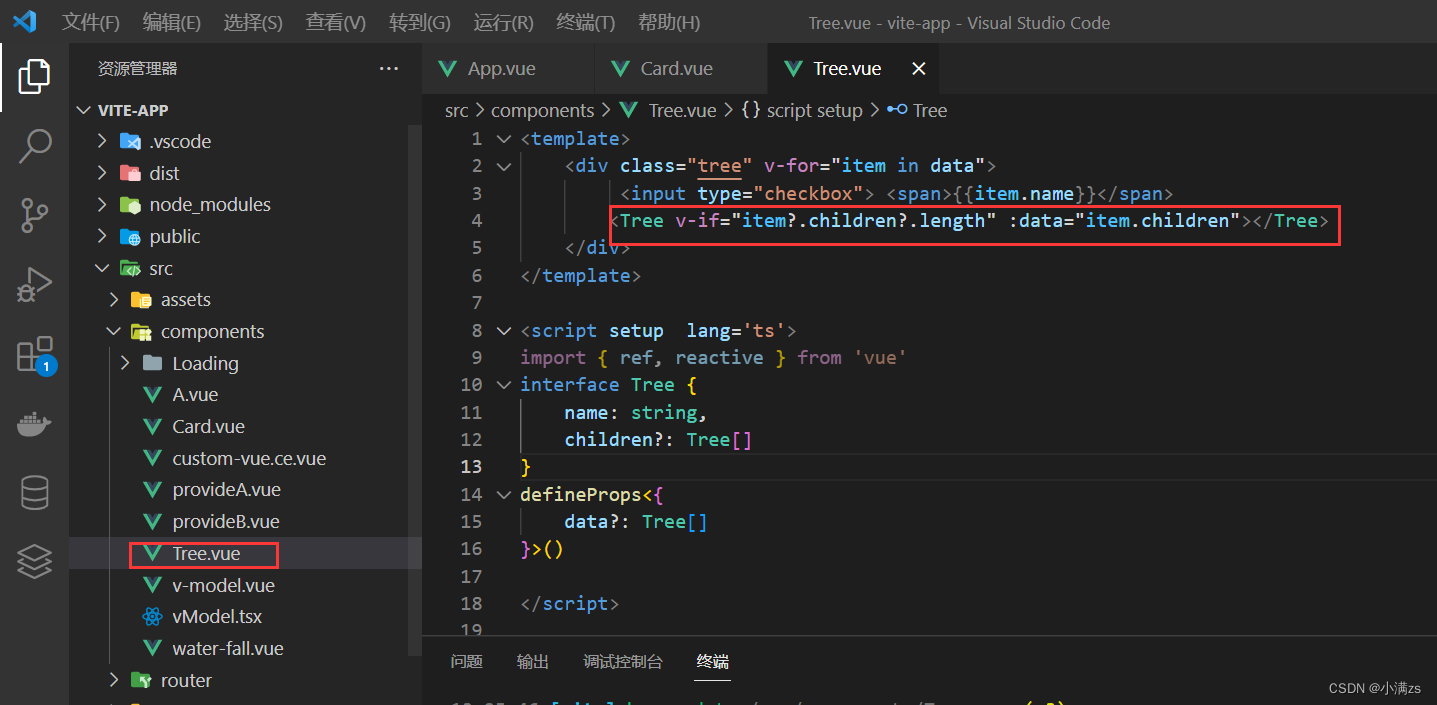 文件(F) 编辑(E) 选择(S) 查看(V) 转到(G) 运行(R) 终端(T) 帮助(H) Tree.vue - vite-app - Visual Studio Code
资源管理器 ···
VITE-APP
.vscode
dist
node_modules
public
src
assets
components
Loading
A.vue
Card.vue
custom-vue.ce.vue
provideA.vue
provideB.vue
Tree.vue
v-model.vue
vModel.tsx
water-fall.vue
router
1
App.vue Card.vue Tree.vue ×
src > components > Tree.vue > {} script setup > Tree
1 <template>
2 <div class="tree" v-for="item in data">
3 <input type="checkbox"> <span>{{item.name}}</span>
4 <Tree v-if="item?.children?.length" :data="item.children"></Tree>
5 </div>
6 </template>
7
8 <script setup  lang='ts'>
9 import { ref, reactive } from 'vue'
10 interface Tree {
11 name: string,
12 children?: Tree[]
13 }
14 defineProps<{
15 data?: Tree[]
16 }>()
17
18 </script>
19
问题 输出 调试控制台 终端
CSDN @小满zs